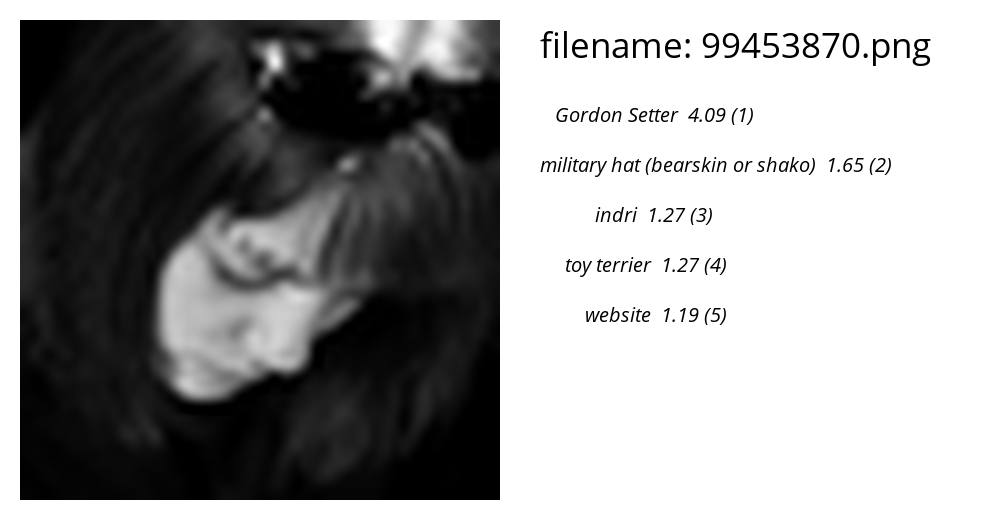 filename: 99453870.png
Gordon Setter 4.09 (1)
military hat (bearskin or shako) 1.65 (2)
indri 1.27 (3)
toy terrier 1.27 (4)
website 1.19 (5)